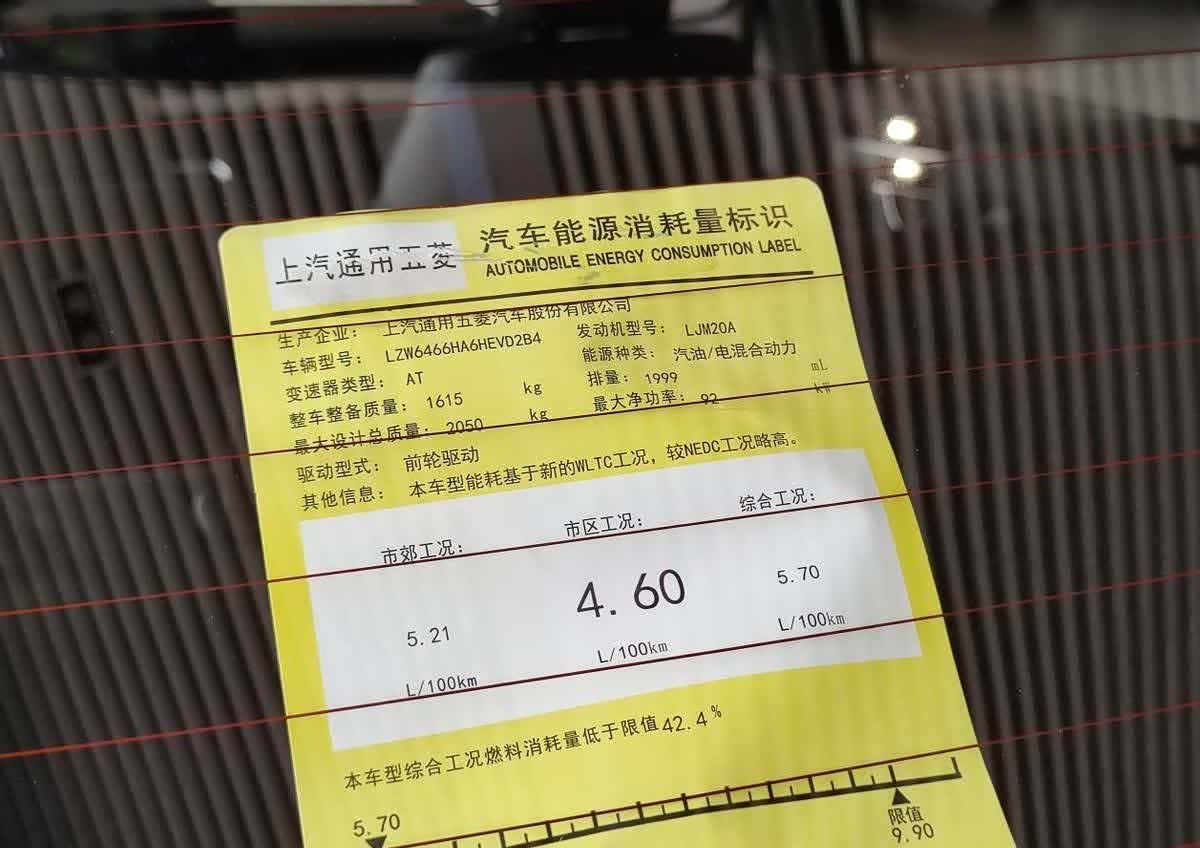 上汽通用五菱
汽车能源消耗量标识
AUTOMOBILE ENERGY CONSUMPTION LABEL
生产企业: 上汽通用五菱汽车股份有限公司
车辆型号: LZW6466HA6HEVD2B4
发动机型号: LJM20A
变速器类型: AT
能源种类: 汽油/电混合动力
整车整备质量: 1615 kg
排量: 1999 mL
最大设计总质量: 2050 kg
最大净功率: 92 kW
驱动型式: 前轮驱动
其他信息: 本车型能耗基于新的WLTC工况，较NEDC工况略高。
市郊工况: 市区工况: 综合工况:
5.21 4.60 5.70
L/100km L/100km L/100km
本车型综合工况燃料消耗量低于限值42.4%
5.70
限值
9.90